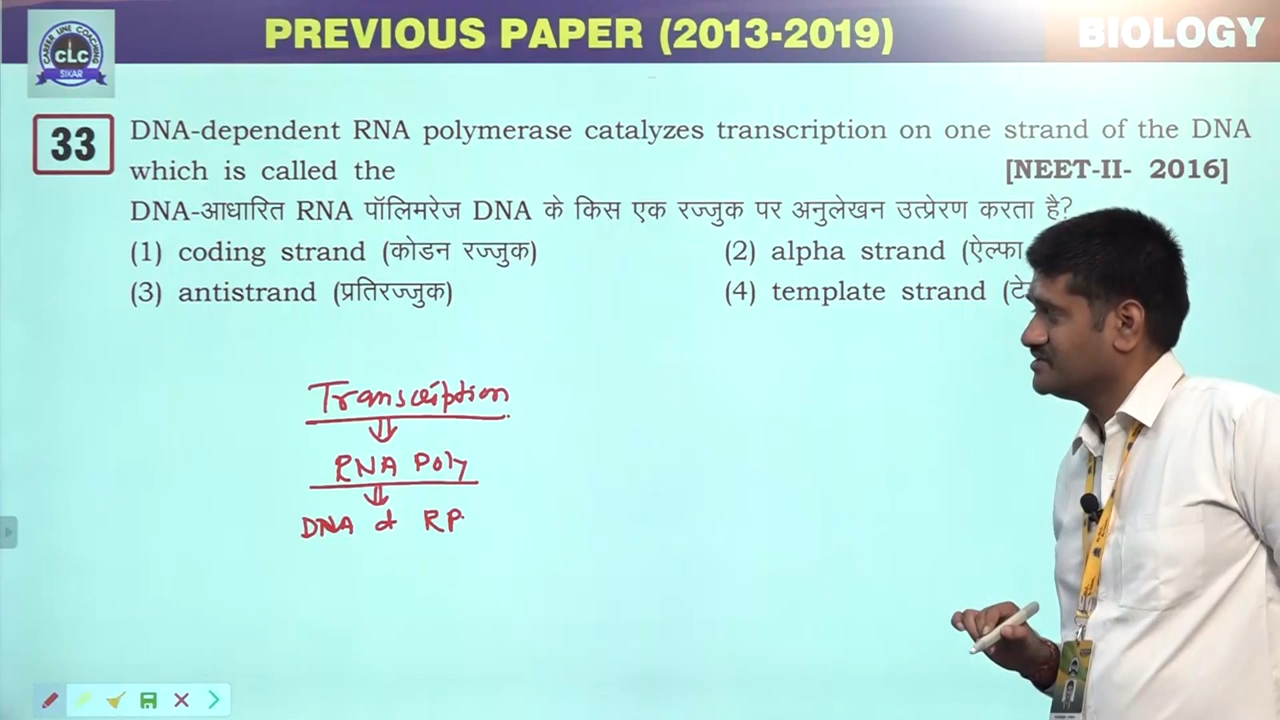 CAREER LINE COACHING
CLC
SIKAR
PREVIOUS PAPER (2013-2019)
BIOLOGY
33
DNA-dependent RNA polymerase catalyzes transcription on one strand of the DNA
which is called the [NEET-II- 2016]
DNA-आधारित RNA पॉलिमरेज DNA के किस एक रज्जुक पर अनुलेखन उत्प्रेरण करता है?
(1) coding strand (कोडन रज्जुक) (2) alpha strand (ऐल्फा
(3) antistrand (प्रतिरज्जुक) (4) template strand
Transcription
RNA Poly
DNA d RP.